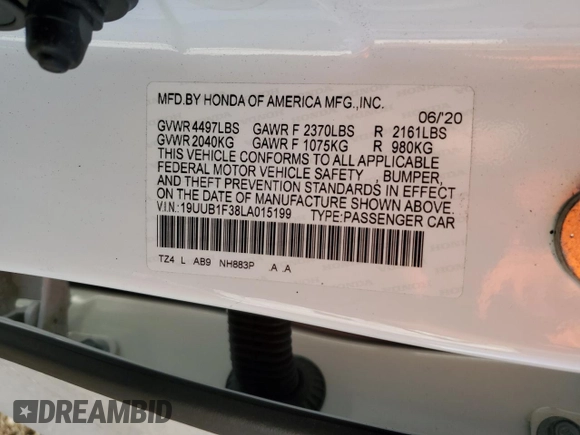 MFD.BY HONDA OF AMERICA MFG.,INC.
06/'20
GVWR 4497LBS GAWR F 2370LBS R 2161LBS
GVWR 2040KG GAWR F 1075KG R 980KG
THIS VEHICLE CONFORMS TO ALL APPLICABLE
FEDERAL MOTOR VEHICLE SAFETY , BUMPER,
AND THEFT PREVENTION STANDARDS IN EFFECT
ON THE DATE OF MANUFACTURE SHOWN ABOVE
V.I.N.:19UUB1F38LA015199 TYPE:PASSENGER CAR
TZ4 L AB9 NH883P .A .A
DREAMBID